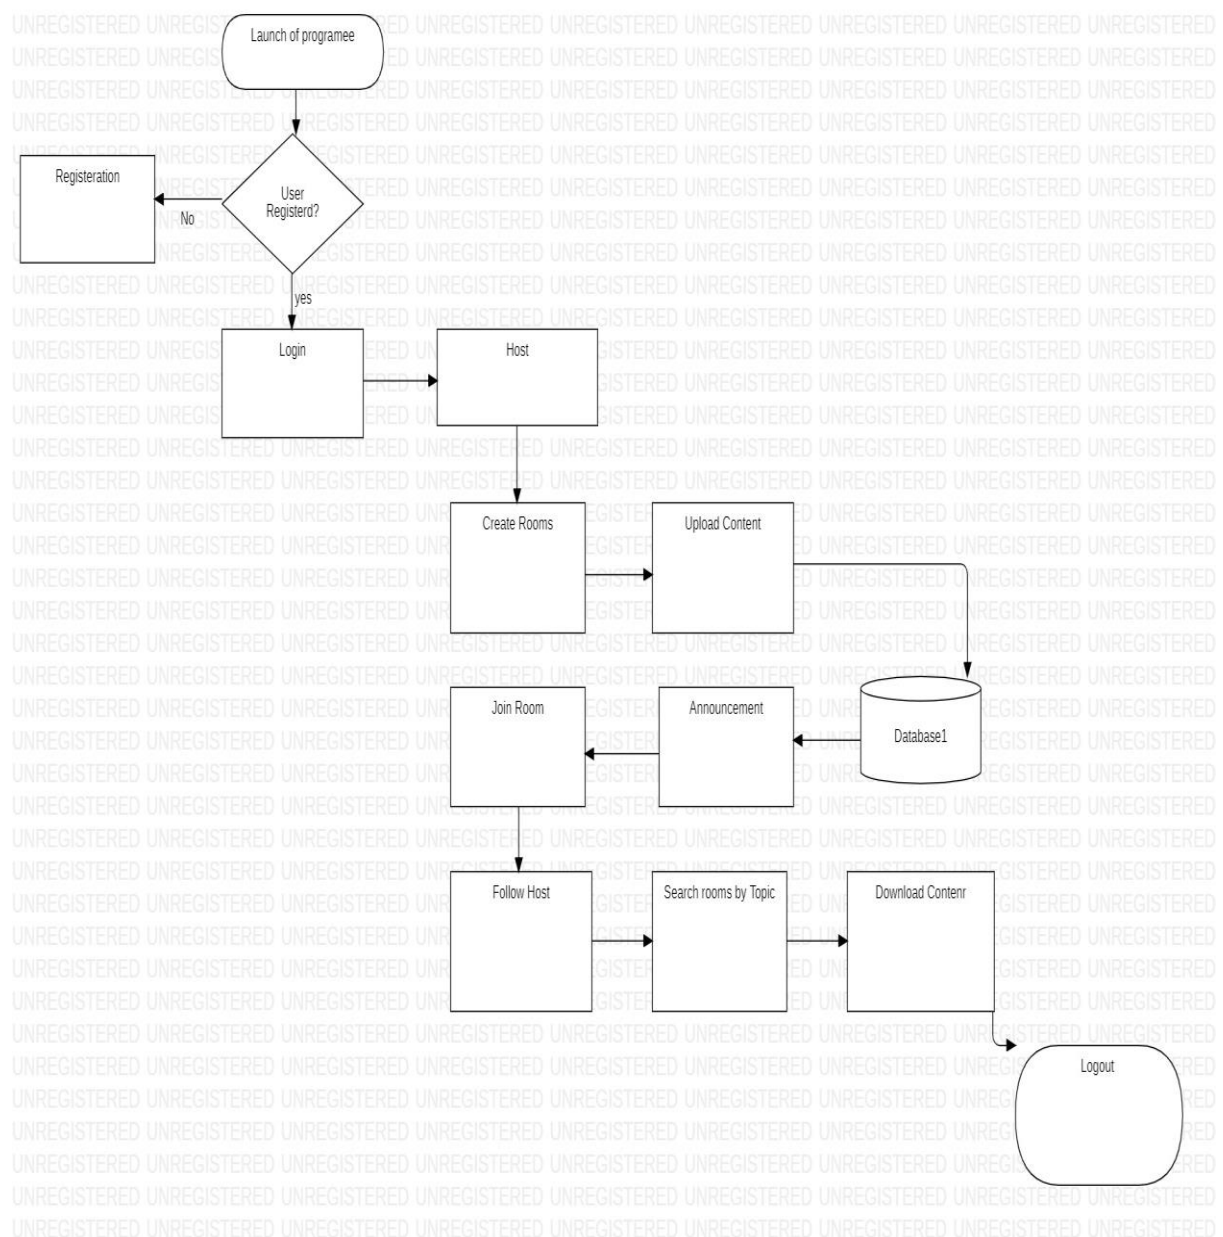 Launch of programee
User
Registerd?
Registeration
No
yes
Login
Host
Create Rooms
Upload Content
Join Room
Announcement
Database1
Follow Host
Search rooms by Topic
Download Contenr
Logout
UNREGISTERED